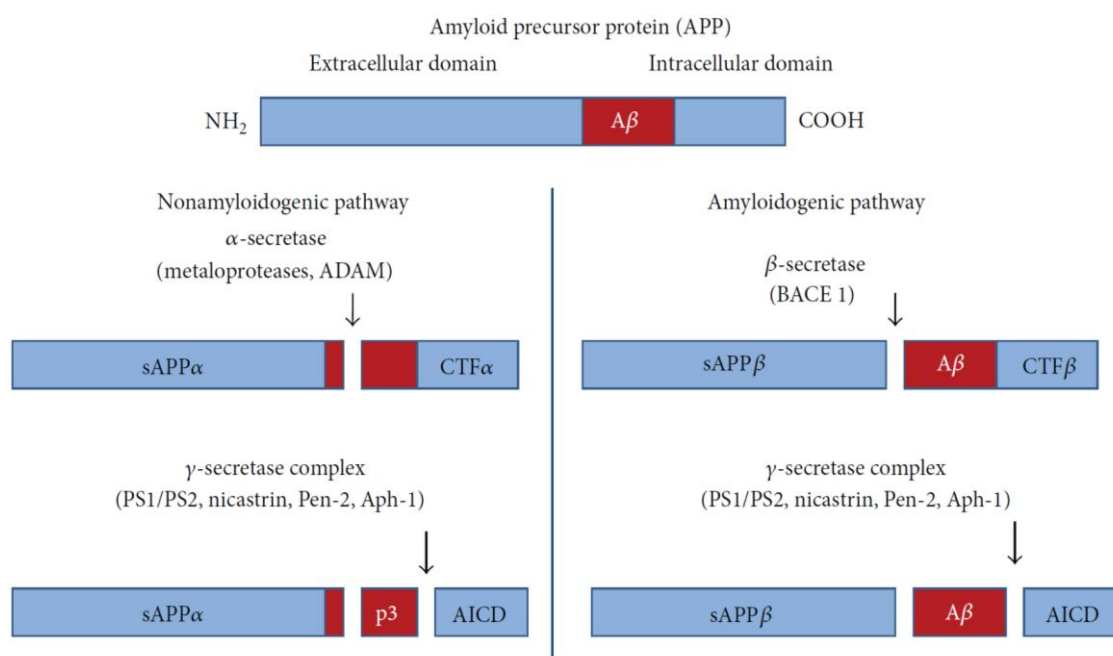 Amyloid precursor protein (APP)
Extracellular domain
Intracellular domain
NH₂
Aβ
COOH
Nonamyloidogenic pathway
α-secretase
(metaloproteases, ADAM)
sAPPα
CTFα
γ-secretase complex
(PS1/PS2, nicastrin, Pen-2, Aph-1)
sAPPα
p3
AICD
Amyloidogenic pathway
β-secretase
(BACE 1)
sAPPβ
Aβ
CTFβ
γ-secretase complex
(PS1/PS2, nicastrin, Pen-2, Aph-1)
sAPPβ
Aβ
AICD